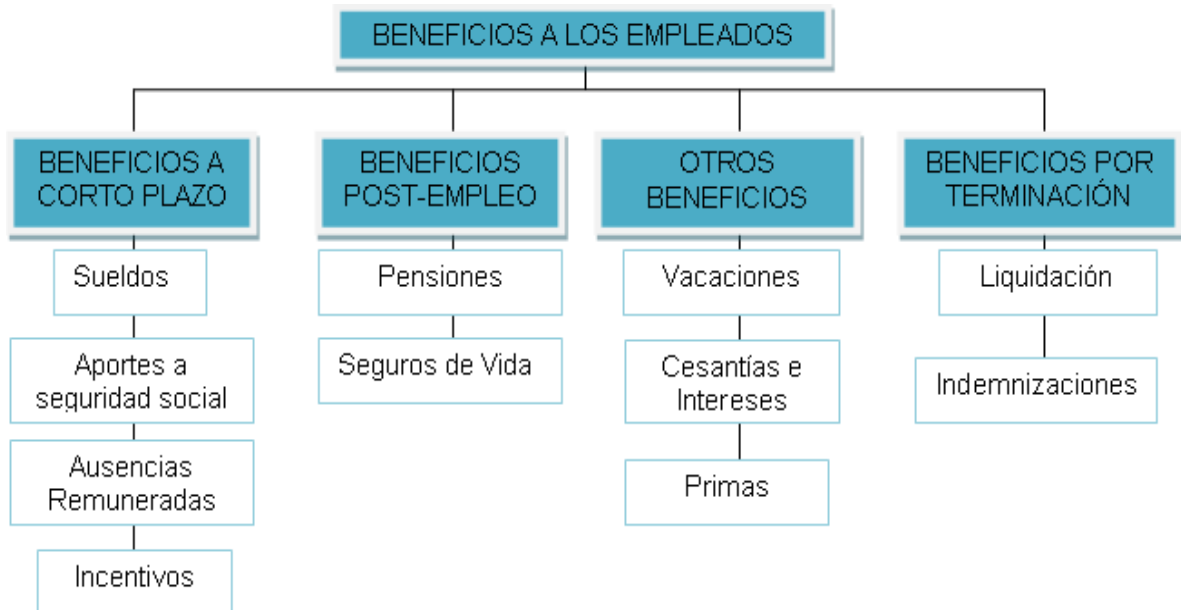 BENEFICIOS A LOS EMPLEADOS
BENEFICIOS A
CORTO PLAZO
Sueldos
Aportes a
seguridad social
Ausencias
Remuneradas
Incentivos
BENEFICIOS
POST-EMPLEO
Pensiones
Seguros de Vida
OTROS
BENEFICIOS
Vacaciones
Cesantías e
Intereses
Primas
BENEFICIOS POR
TERMINACIÓN
Liquidación
Indemnizaciones